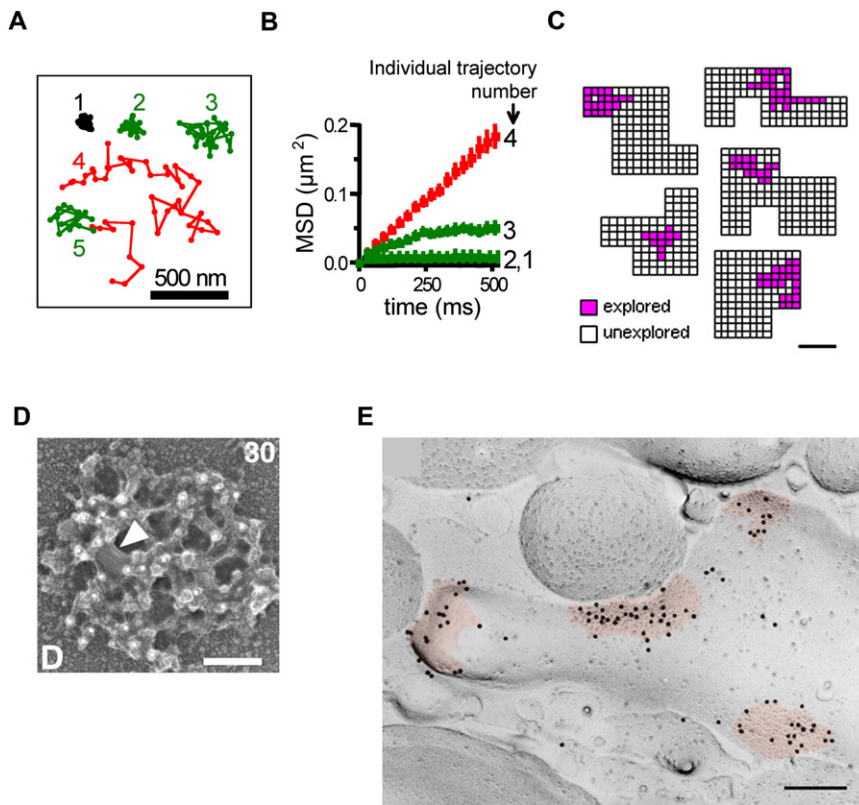 A
1
2
3
4
5
500 nm
B
Individual trajectory
number
MSD (μm²)
0.2
0.1
0.0
4
3
2,1
0
250
500
time (ms)
C
explored
unexplored
D
30
D
E